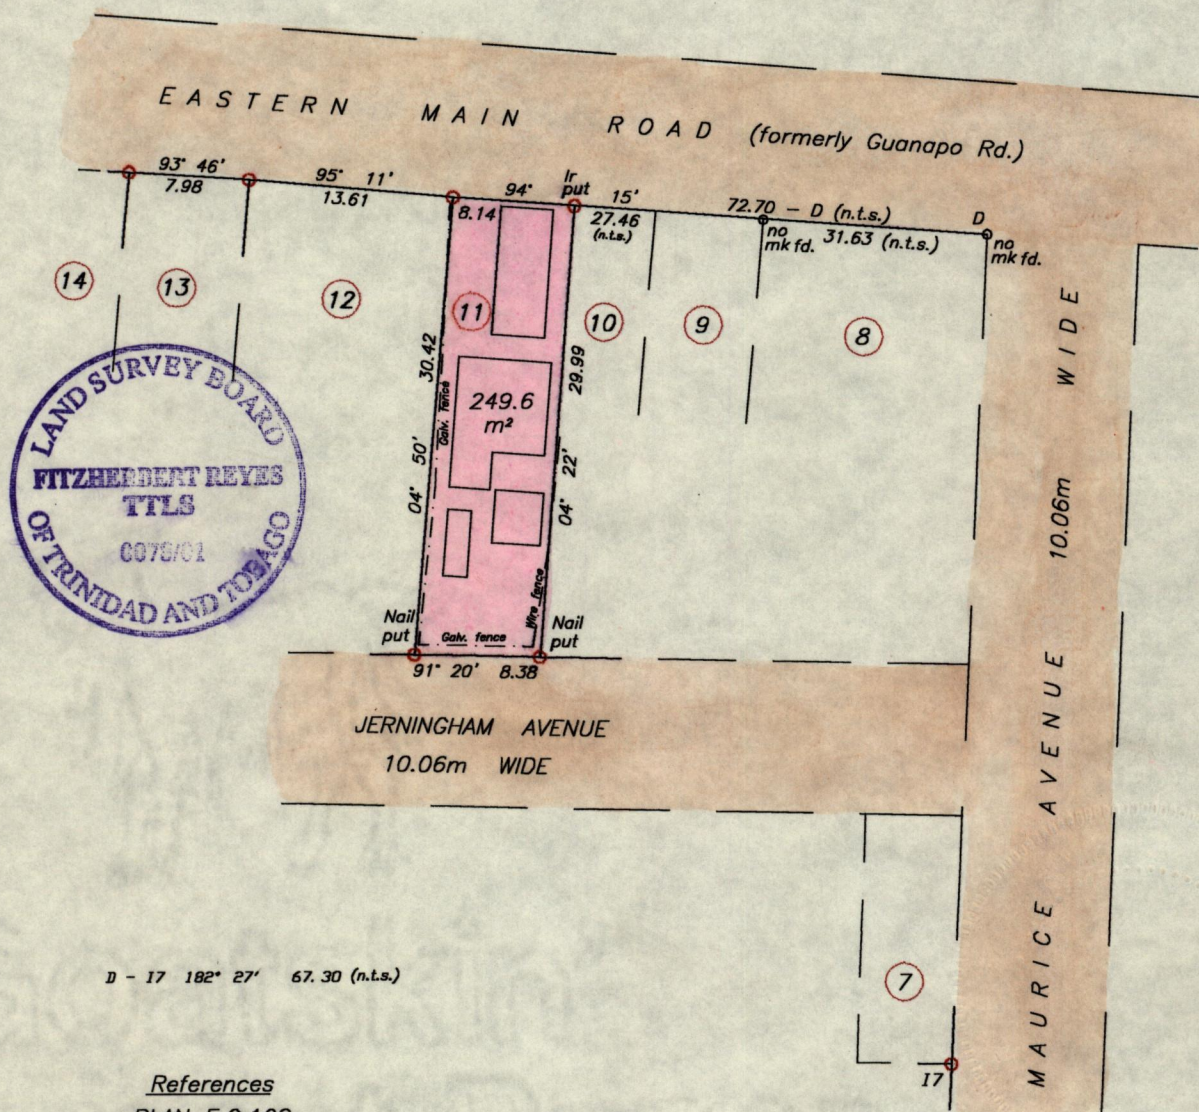 EASTERN MAIN ROAD (formerly Guanapo Rd.)
93° 46'
7.98
95° 11'
13.61
94° 15'
8.14
Ir
put
27.46
(n.t.s.)
72.70 – D (n.t.s.)
D
no
mk fd.
31.63 (n.t.s.)
no
mk fd.
14
13
12
11
10
9
8
30.42
04° 50'
Galv. fence
249.6
m²
29.99
04° 22'
Wire fence
Galv. fence
Nail
put
Nail
put
91° 20' 8.38
LAND SURVEY BOARD
FITZHERBERT REYES
TTLS
OF TRINIDAD AND TOBAGO
JERNINGHAM AVENUE
10.06m WIDE
MAURICE AVENUE 10.06m WIDE
7
I7
D – I7 182° 27' 67.30 (n.t.s.)
References